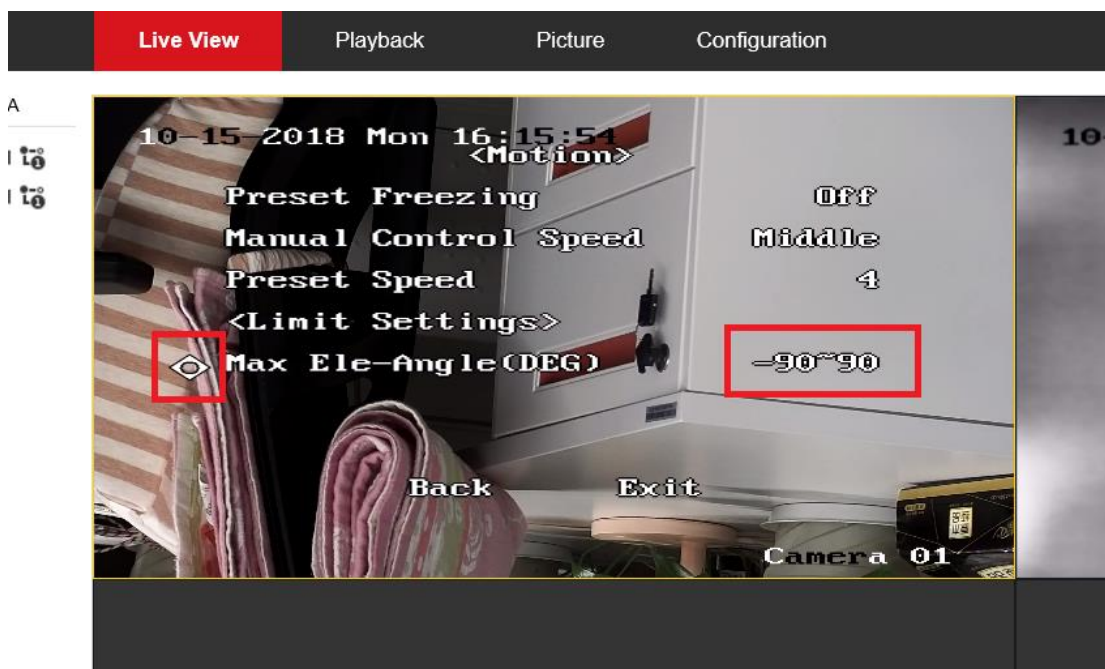 Live View Playback Picture Configuration
A
10-15-2018 Mon 16:15:54
10-
<Motion>
Preset Freezing Off
Manual Control Speed Middle
Preset Speed 4
<Limit Settings>
Max Ele-Angle(DEG) -90~90
Back Exit
Camera 01